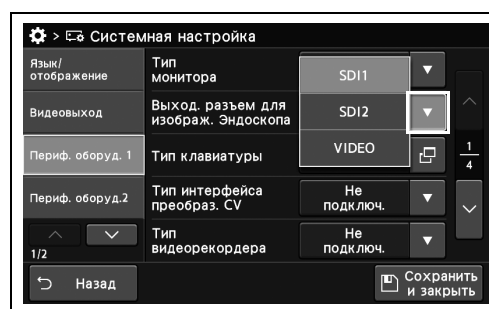 > Системная настройка
Язык/
отображение
Видеовыход
Периф. оборуд. 1
Периф. оборуд.2
1/2
Тип
монитора
Выход. разъем для
изображ. Эндоскопа
Тип клавиатуры
Тип интерфейса
преобраз. CV
Тип
видеорекордера
SDI1
SDI2
VIDEO
Не
подключ.
Не
подключ.
1
4
Назад
Сохранить
и закрыть